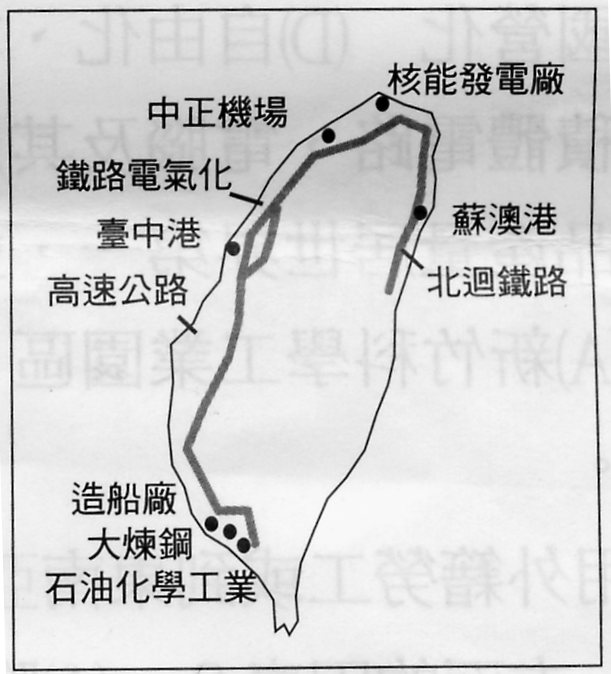 核能發電廠
中正機場
鐵路電氣化
臺中港
蘇澳港
高速公路
北迴鐵路
造船廠
大煉鋼
石油化學工業